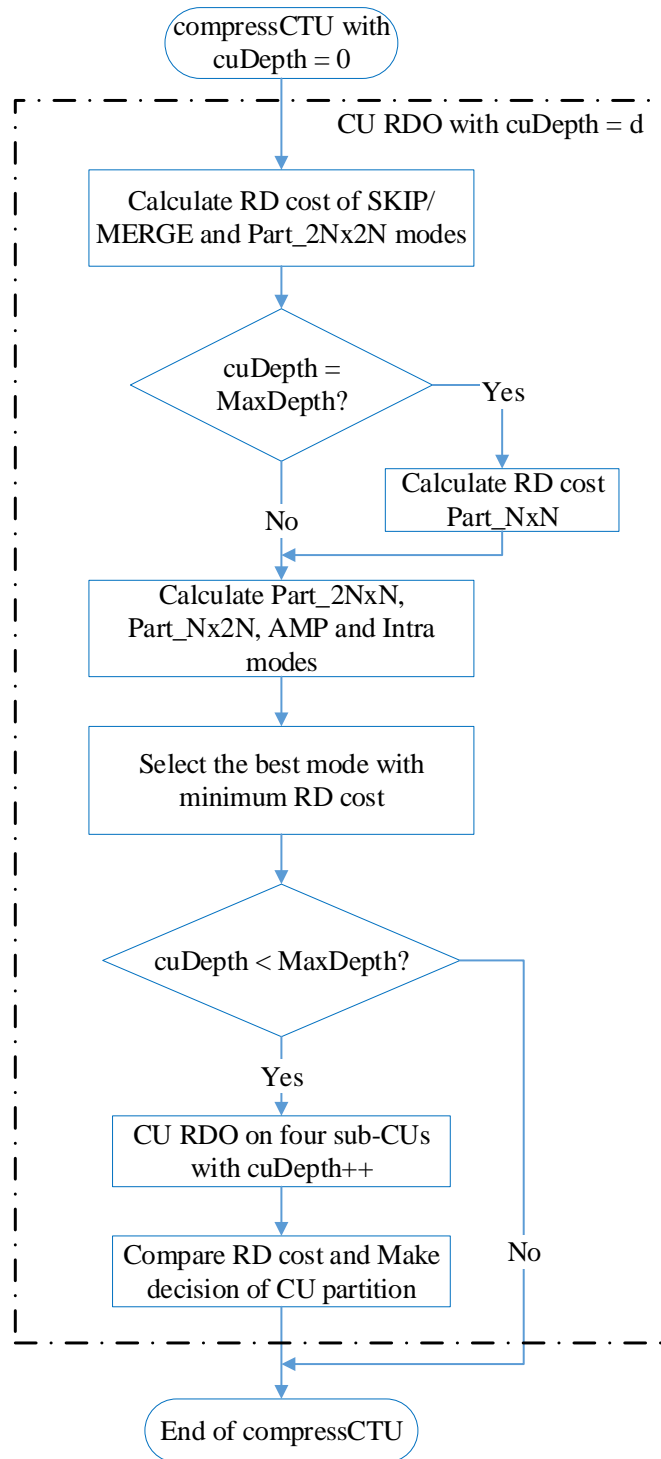 compressCTU with
cuDepth = 0
CU RDO with cuDepth = d
Calculate RD cost of SKIP/
MERGE and Part_2Nx2N modes
cuDepth =
MaxDepth?
Yes
Calculate RD cost
Part_NxN
No
Calculate Part_2NxN,
Part_Nx2N, AMP and Intra
modes
Select the best mode with
minimum RD cost
cuDepth < MaxDepth?
Yes
CU RDO on four sub-CUs
with cuDepth++
Compare RD cost and Make
decision of CU partition
No
End of compressCTU